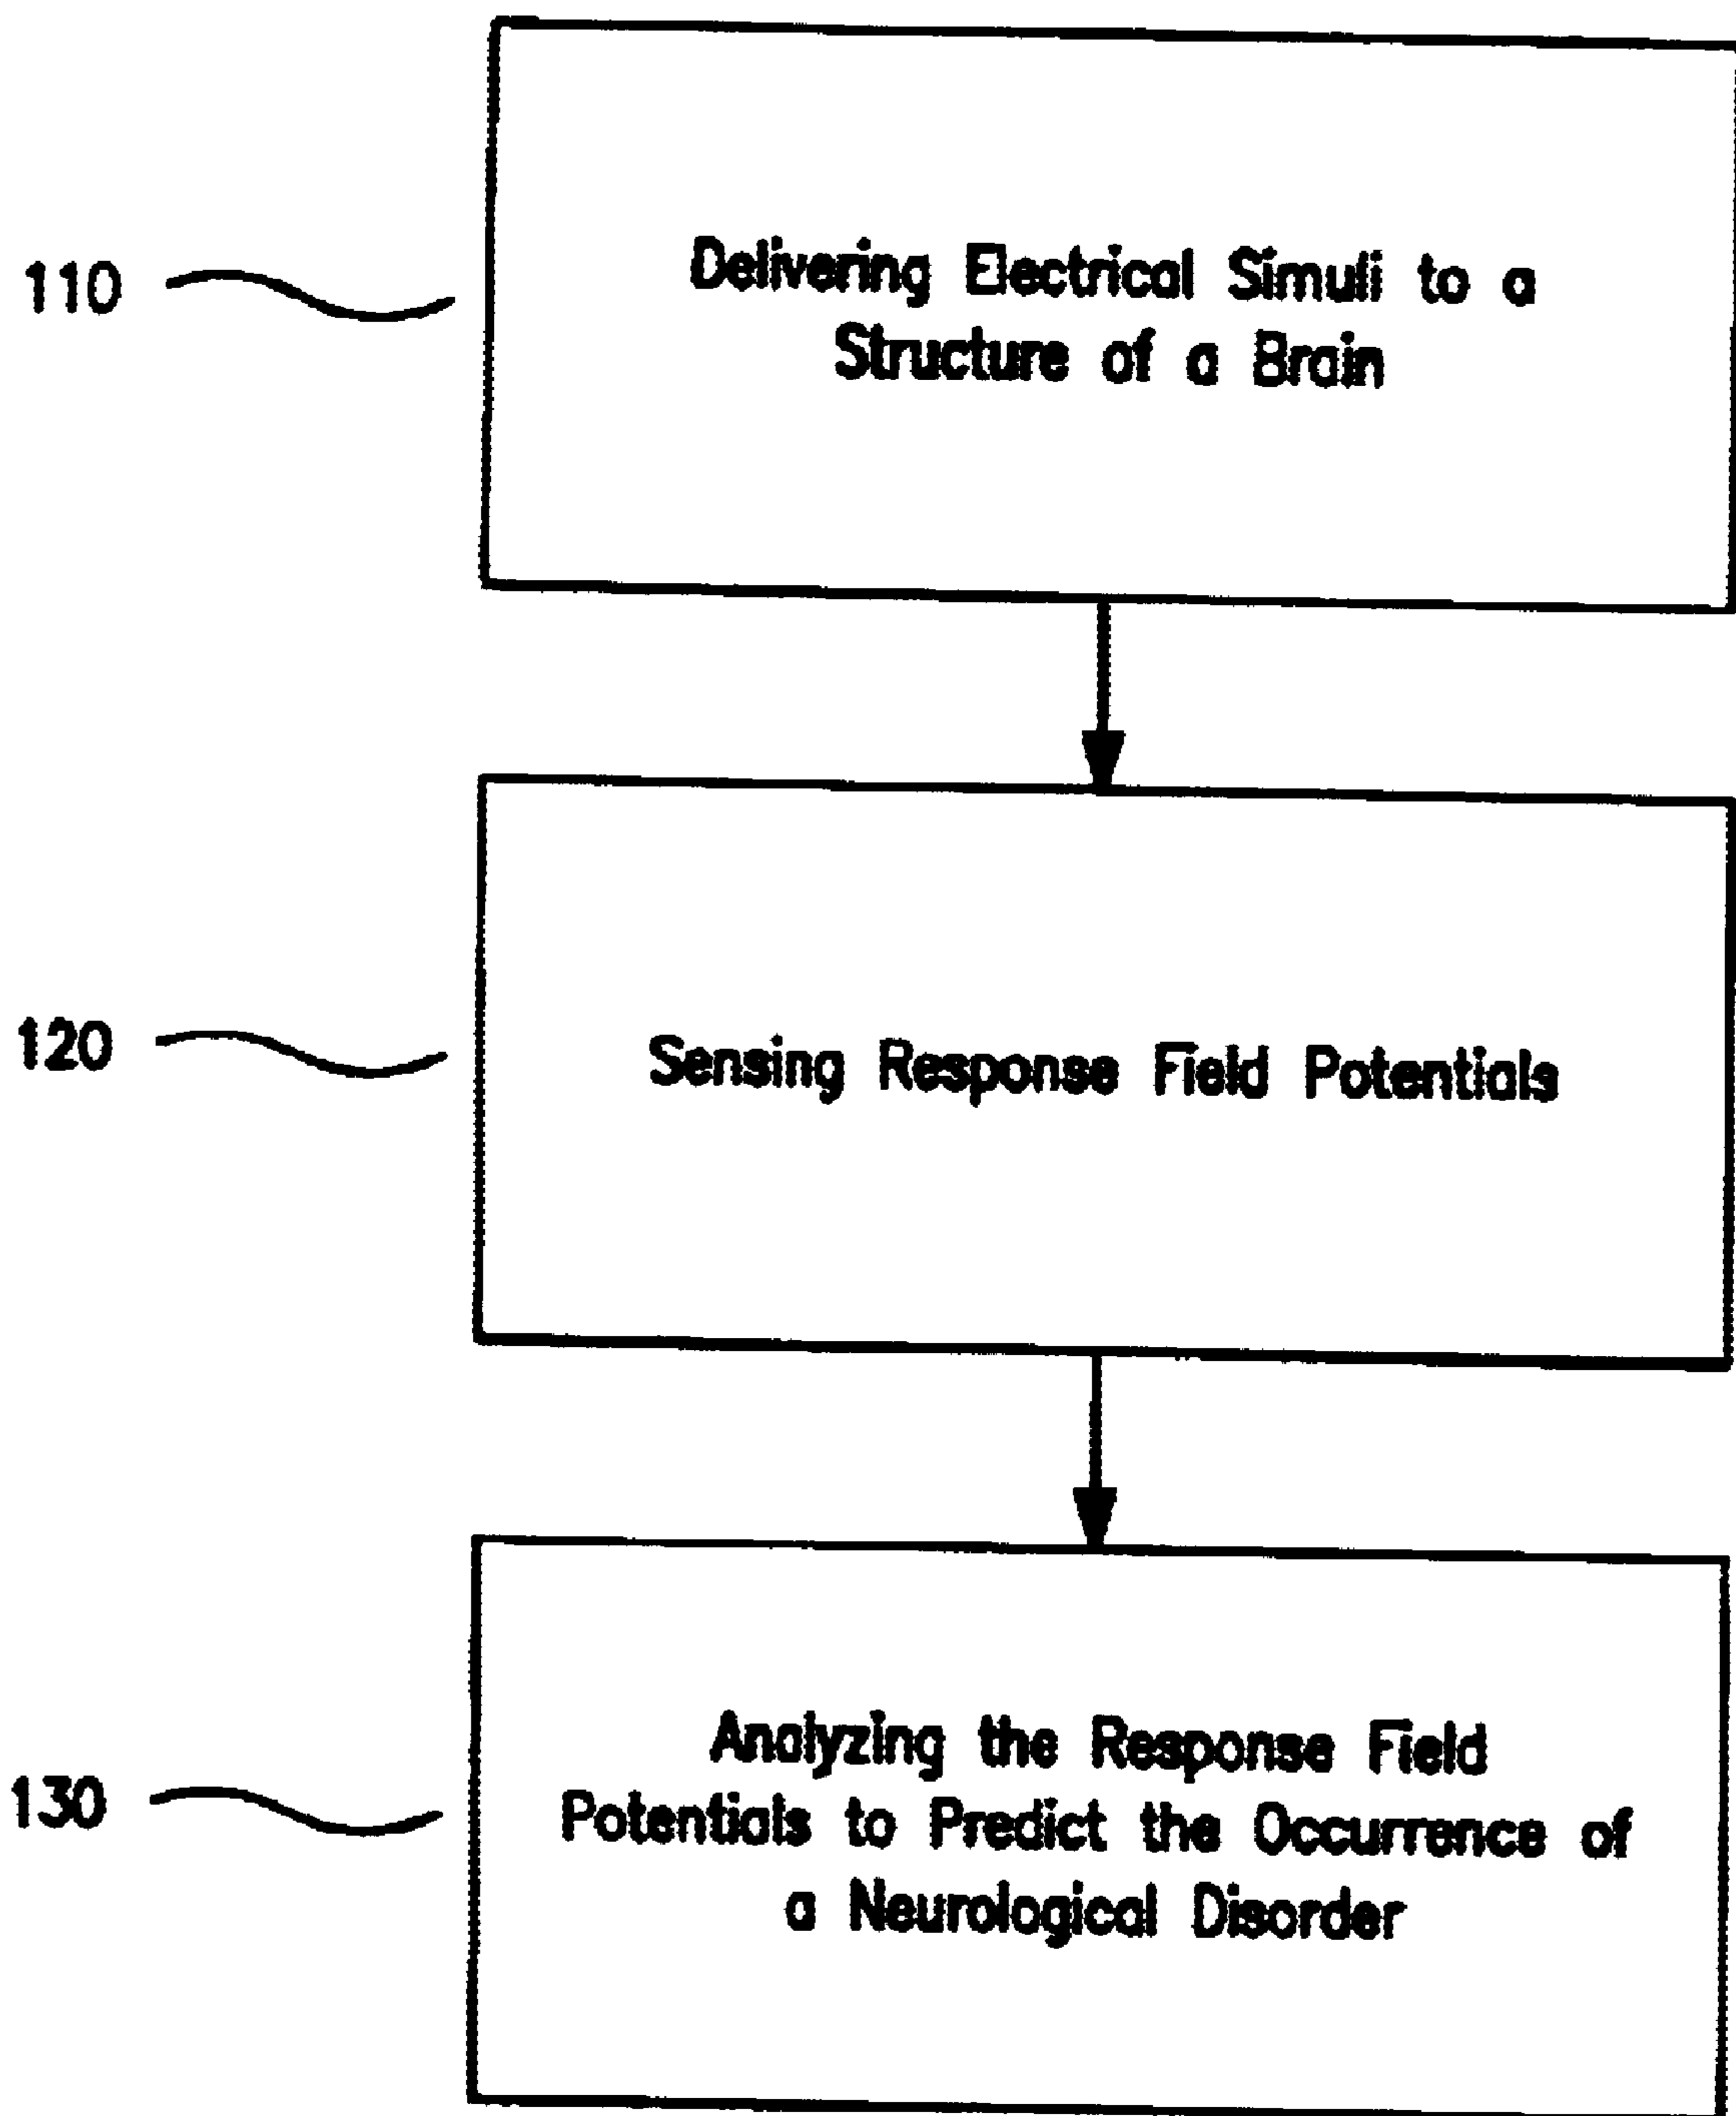 110
Delivering Electrical Simuli to a
Structure of a Brain
120
Sensing Response Field Potentials
130
Analyzing the Response Field
Potentials to Predict the Occurrence of
a Neurological Disorder